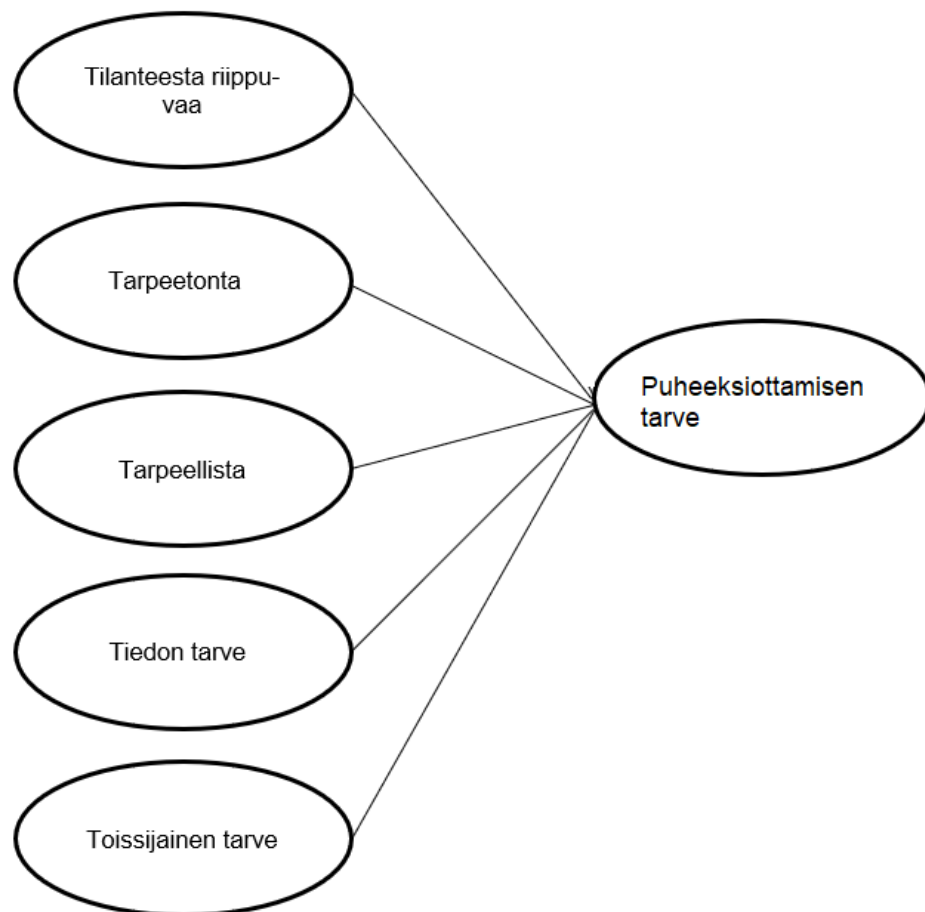 Tilanteesta riippu-
vaa
Tarpeetonta
Tarpeellista
Tiedon tarve
Toissijainen tarve
Puheeksiottamisen
tarve